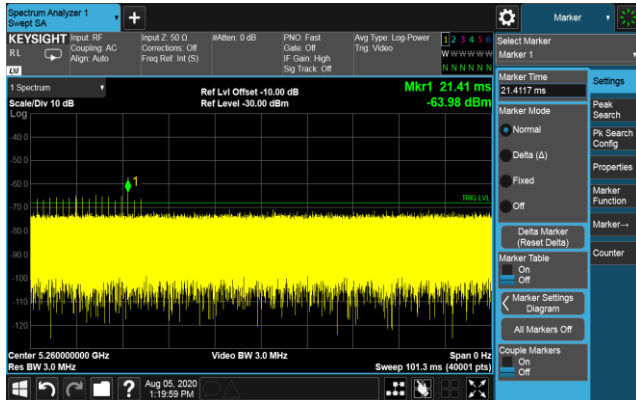 Spectrum Analyzer 1
Swept SA
Marker
KEYSIGHT
RL
LXI
Input: RF
Coupling: AC
Align: Auto
Input Z: 50 Ω
Corrections: Off
Freq Ref: Int (S)
#Atten: 0 dB
PNO: Fast
Gate: Off
IF Gain: High
Sig Track: Off
Avg Type: Log-Power
Trig: Video
1 2 3 4 5 6
W W W W W W
N N N N N N
1 Spectrum
Scale/Div 10 dB
Log
Ref Lvl Offset -10.00 dB
Ref Level -30.00 dBm
Mkr1 21.41 ms
-63.98 dBm
-40.0
-50.0
-60.0
-70.0
-80.0
-90.0
-100
-110
-120
1
TRIG LVL
Center 5.260000000 GHz
Res BW 3.0 MHz
Video BW 3.0 MHz
Span 0 Hz
Sweep 101.3 ms (40001 pts)
?
Aug 05, 2020
1:19:59 PM
Select Marker
Marker 1
Marker Time
21.4117 ms
Marker Mode
Normal
Delta (Δ)
Fixed
Off
Delta Marker
(Reset Delta)
Marker Table
On
Off
Marker Settings
Diagram
All Markers Off
Couple Markers
On
Off
Settings
Peak
Search
Pk Search
Config
Properties
Marker
Function
Marker→
Counter